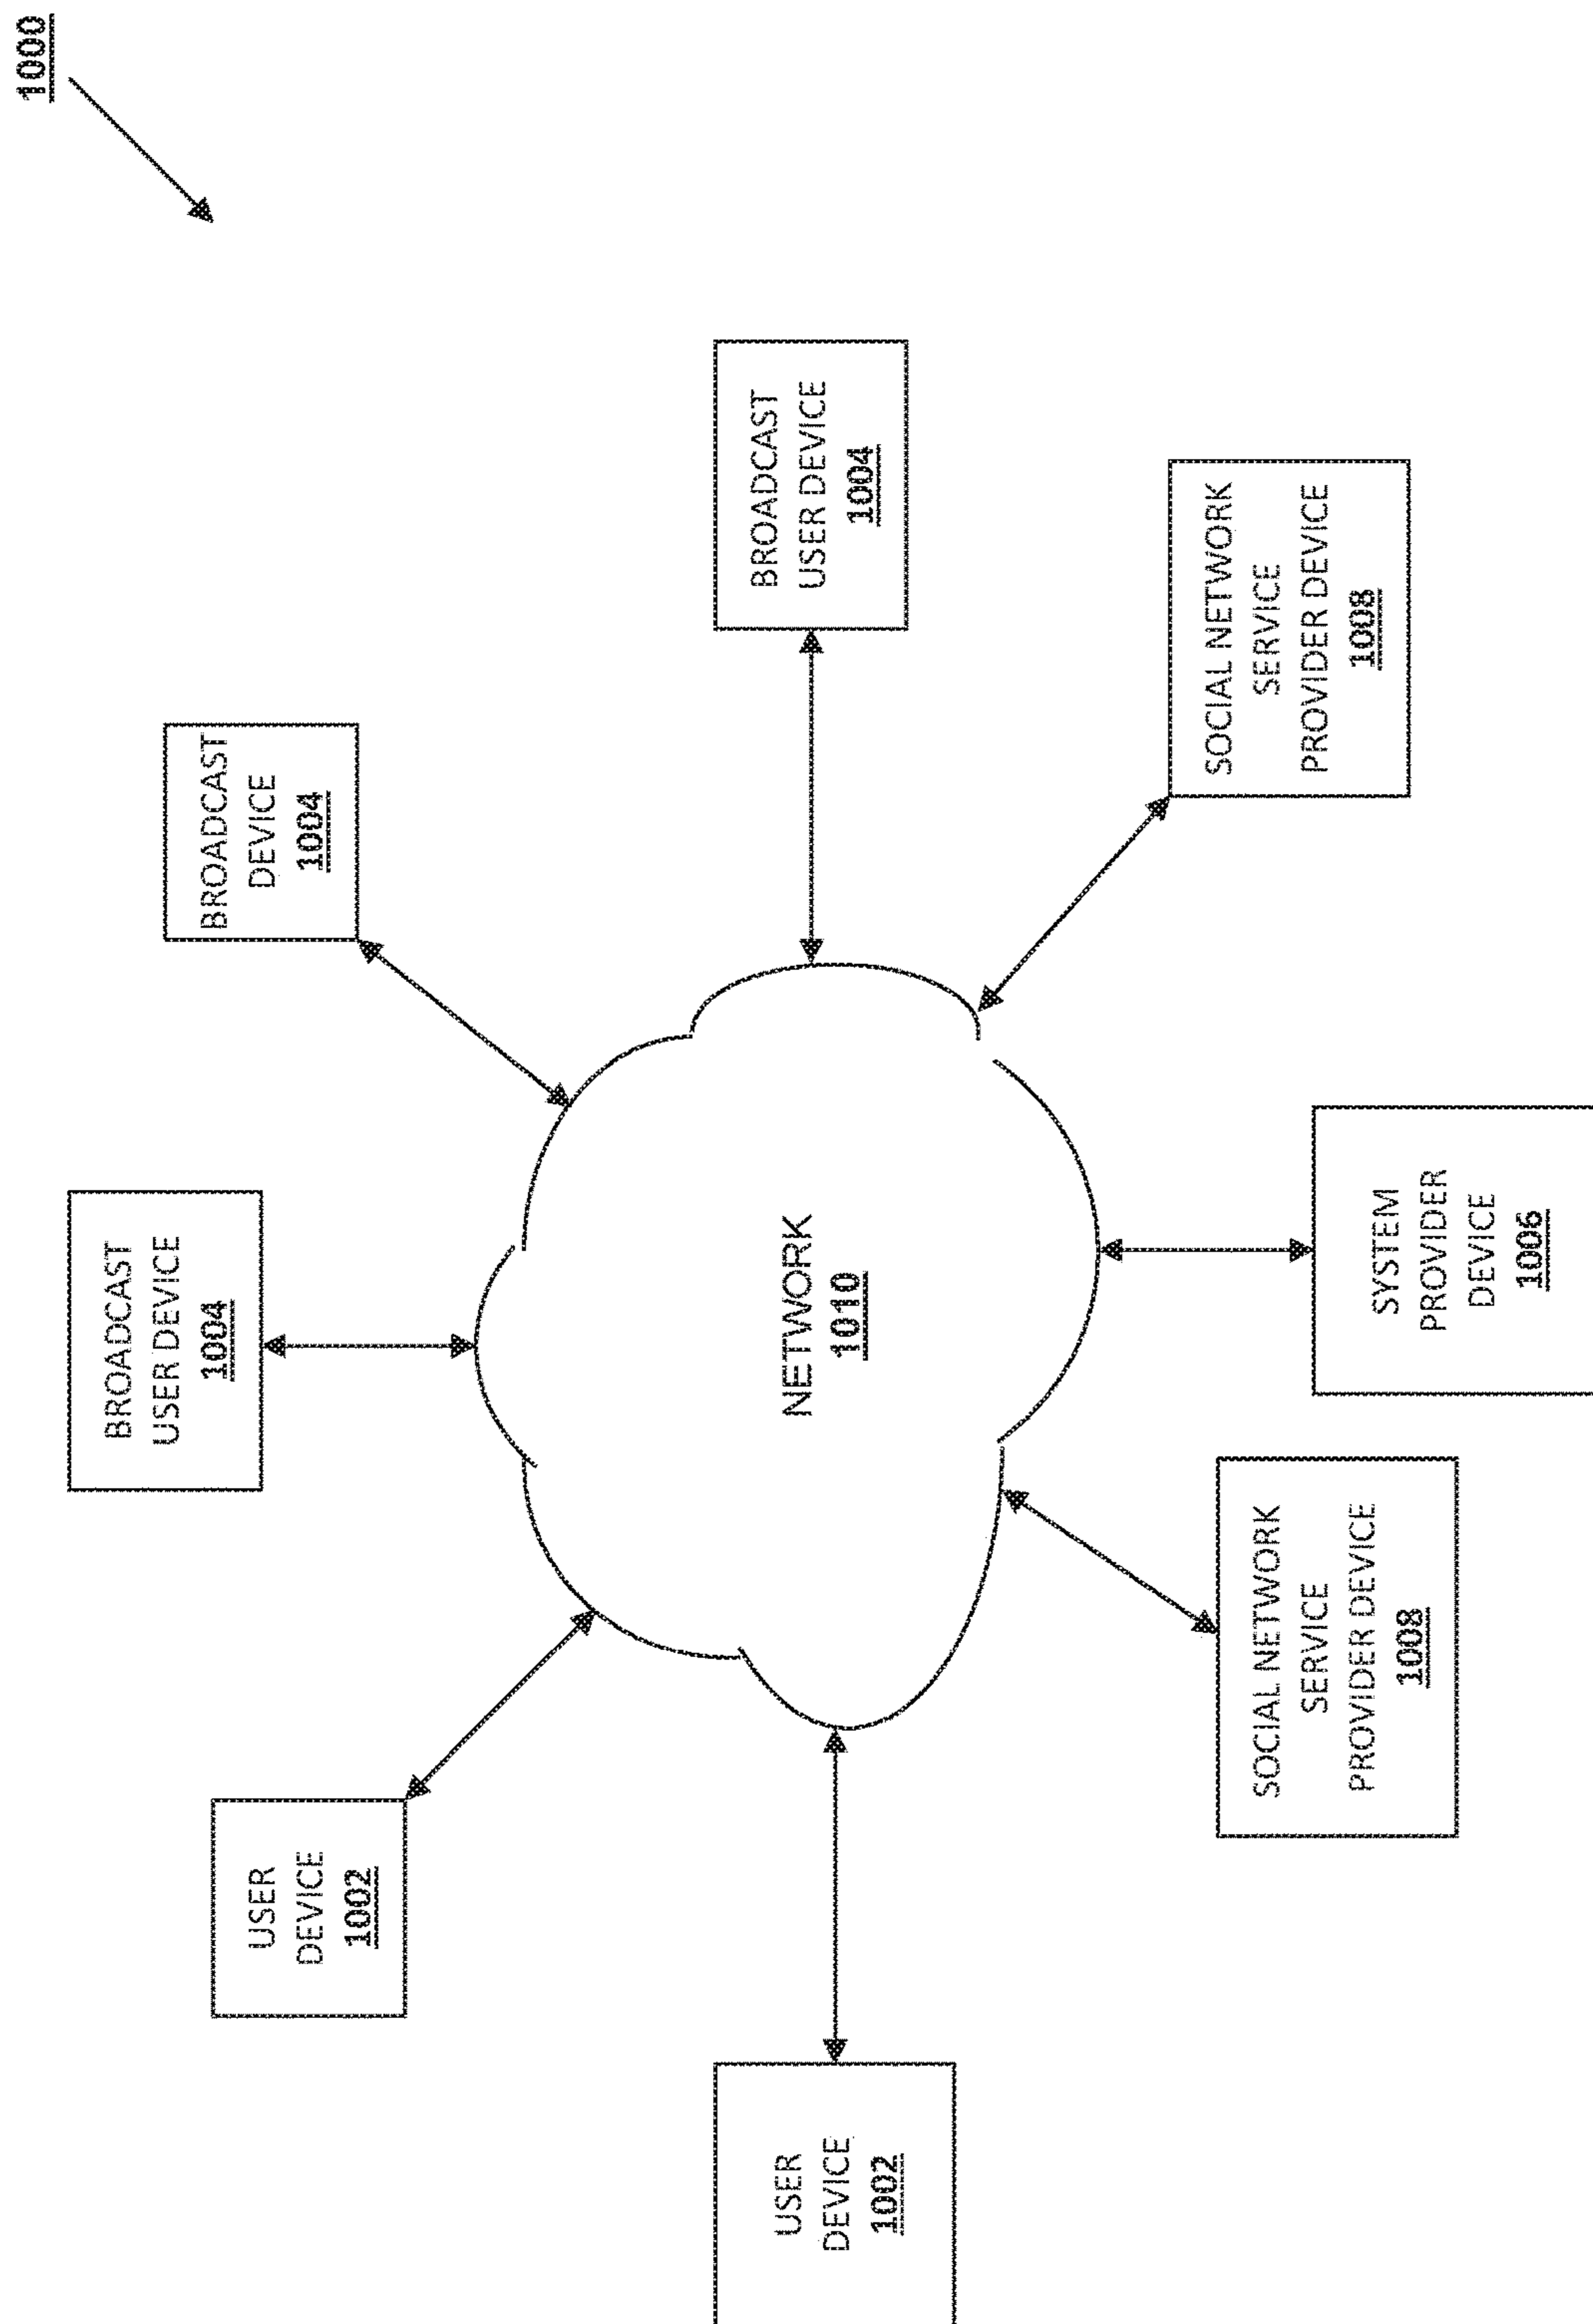 1000
BROADCAST
USER DEVICE
1004
BROADCAST
DEVICE
1004
USER
DEVICE
1002
BROADCAST
USER DEVICE
1004
NETWORK
1010
USER
DEVICE
1002
SOCIAL NETWORK
SERVICE
PROVIDER DEVICE
1008
SYSTEM
PROVIDER
DEVICE
1006
SOCIAL NETWORK
SERVICE
PROVIDER DEVICE
1008